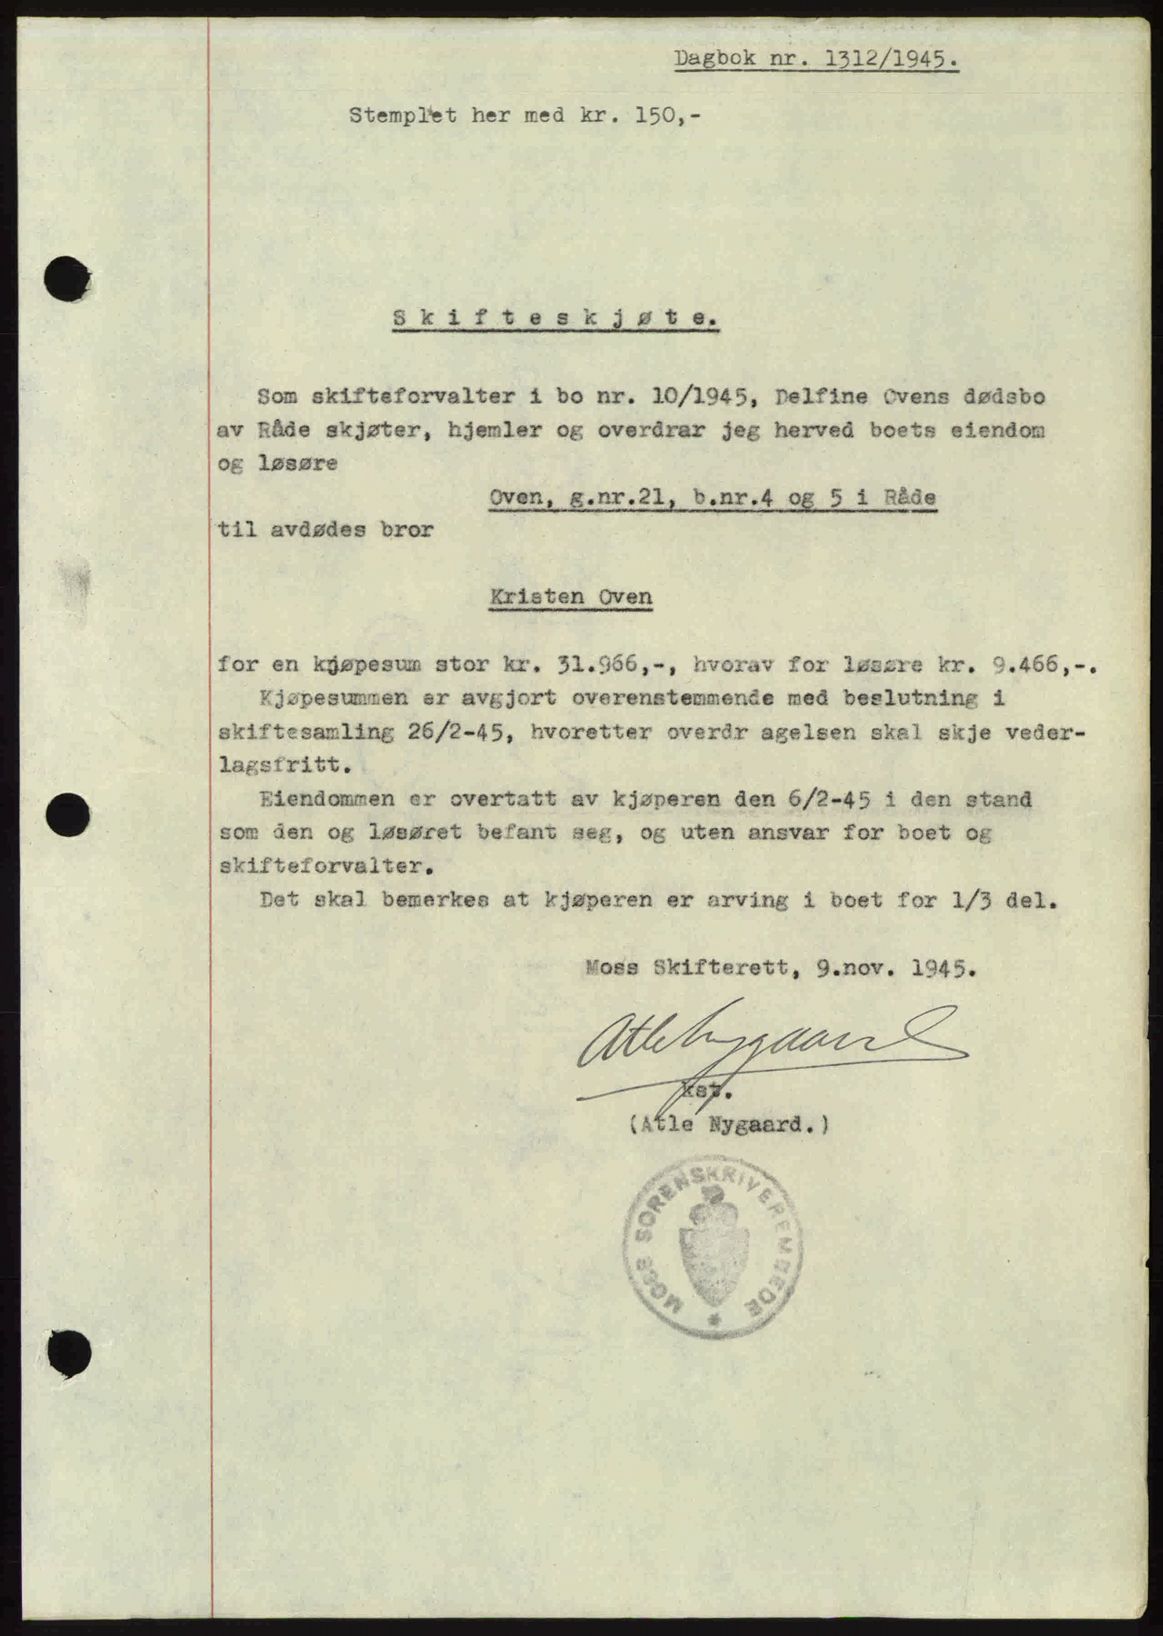 Dagbok nr. 1312/1945.
Stemplet her med kr. 150,-
Skifteskjøte.
Som skifteforvalter i bo nr. 10/1945, Delfine Ovens dødsbo
av Råde skjøter, hjemler og overdrar jeg herved boets eiendom
og løsøre
Oven, g.nr.21, b.nr.4 og 5 i Råde
til avdødes bror
Kristen Oven
for en kjøpesum stor kr. 31.966,-, hvorav for løsøre kr. 9.466,-.
Kjøpesummen er avgjort overenstemmende med beslutning i
skiftesamling 26/2-45, hvoretter overdr agelsen skal skje veder-
lagsfritt.
Eiendommen er overtatt av kjøperen den 6/2-45 i den stand
som den og løsøret befant seg, og uten ansvar for boet og
skifteforvalter.
Det skal bemerkes at kjøperen er arving i boet for 1/3 del.
Moss Skifterett, 9.nov. 1945.
Atle Nygaard
kst.
(Atle Nygaard.)
MOSS SORENSKRIVEREMBEDE